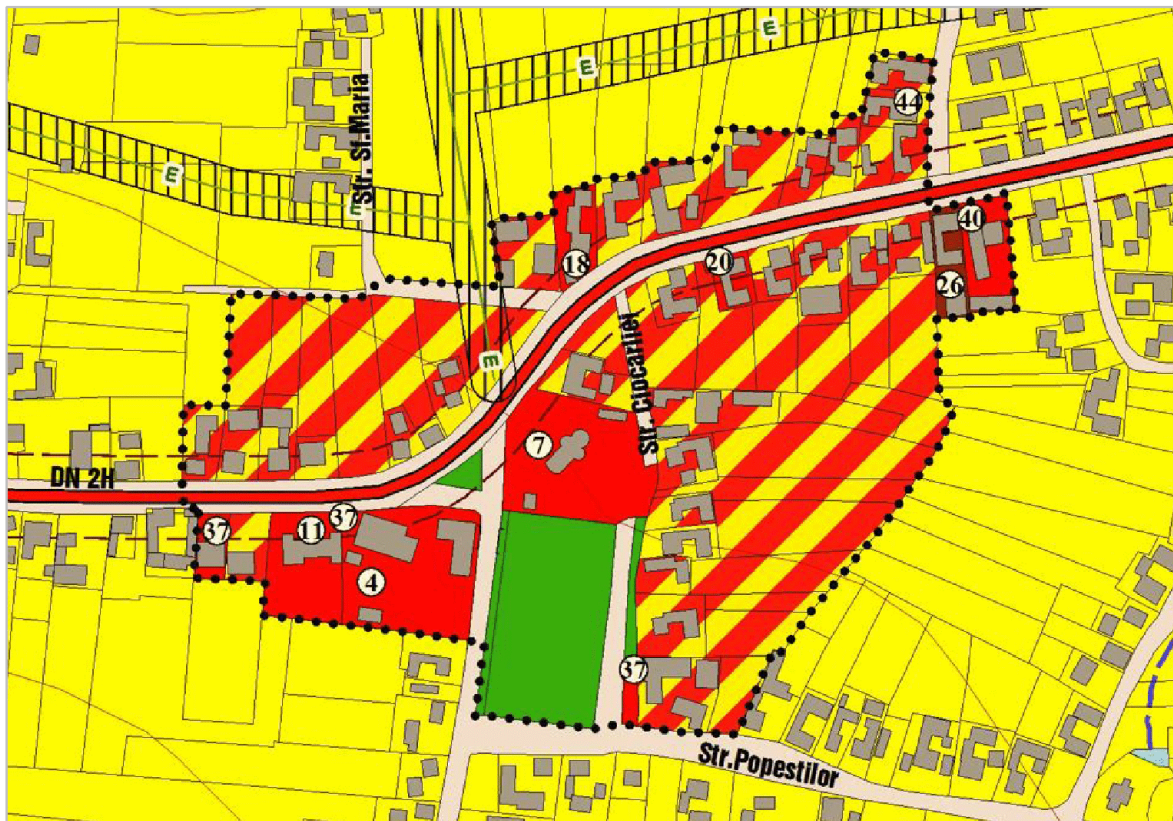 E
E
44
Str. Sf.Maria
E
E
40
18
20
26
E
Str. Ciocarliei
7
DN 2H
37
11
37
4
37
Str.Popestilor